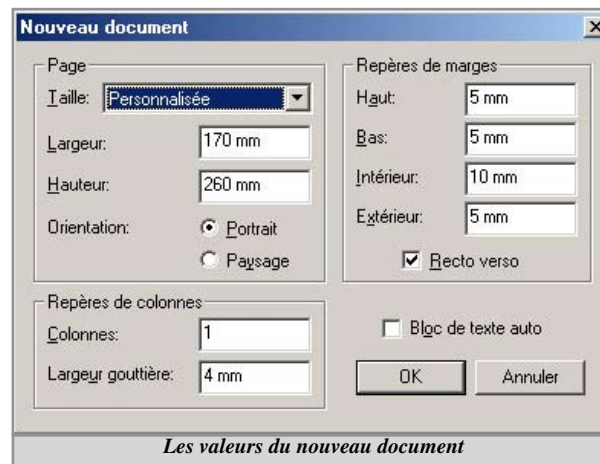 Nouveau document
Page
Taille: Personnalisée
Largeur: 170 mm
Hauteur: 260 mm
Orientation: Portrait
Paysage
Repères de colonnes
Colonnes: 1
Largeur gouttière: 4 mm
Repères de marges
Haut: 5 mm
Bas: 5 mm
Intérieur: 10 mm
Extérieur: 5 mm
Recto verso
Bloc de texte auto
OK Annuler
Les valeurs du nouveau document